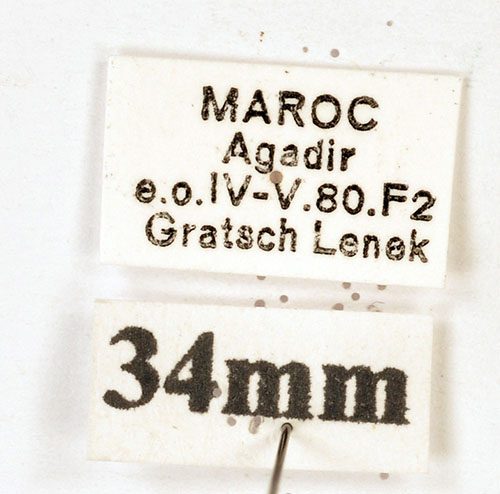 MAROC
Agadir
e.o.IV-V.80.F2
Gratsch Lenek
34mm